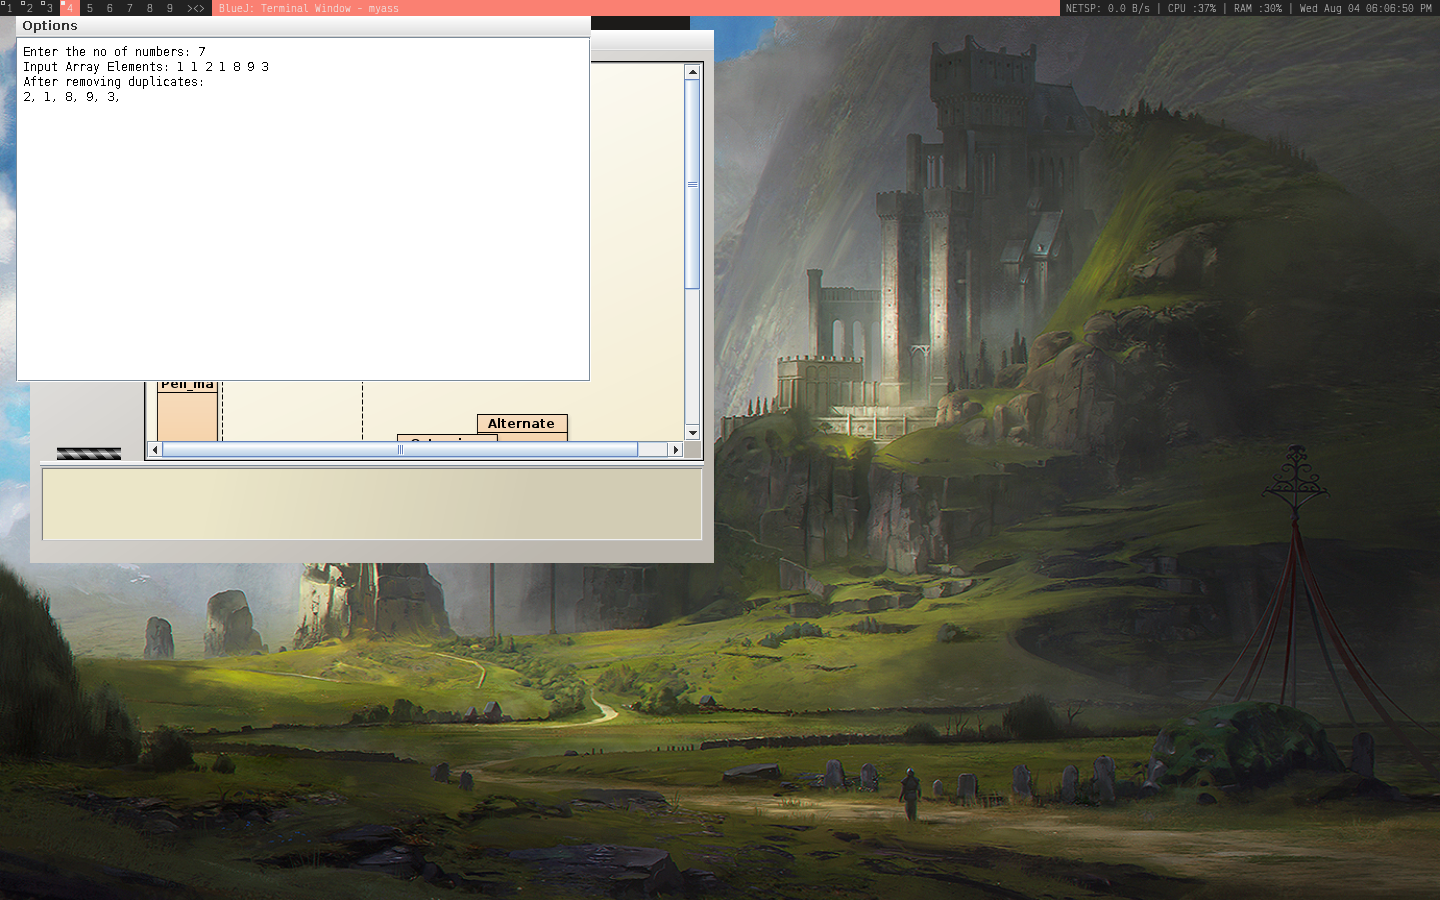 1 2 3 4 5 6 7 8 9 ><> BlueJ: Terminal Window - myass NETSP: 0.0 B/s | CPU :37% | RAM :30% | Wed Aug 04 06:06:50 PM
Options
Enter the no of numbers: 7
Input Array Elements: 1 1 2 1 8 9 3
After removing duplicates:
2, 1, 8, 9, 3,
Pell_ma
Alternate